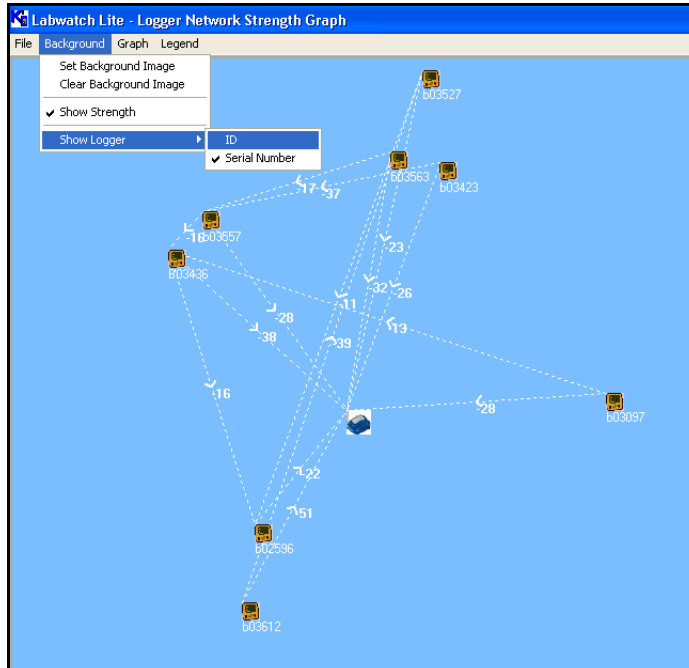 Labwatch Lite - Logger Network Strength Graph
File Background Graph Legend
Set Background Image
Clear Background Image
Show Strength
Show Logger
ID
Serial Number
b03527
b03563
b03423
-17
-37
b03557
-16
-23
b03436
-32
-26
-11
-28
-13
-38
-39
-16
b03097
-28
-22
-51
b02596
b03612